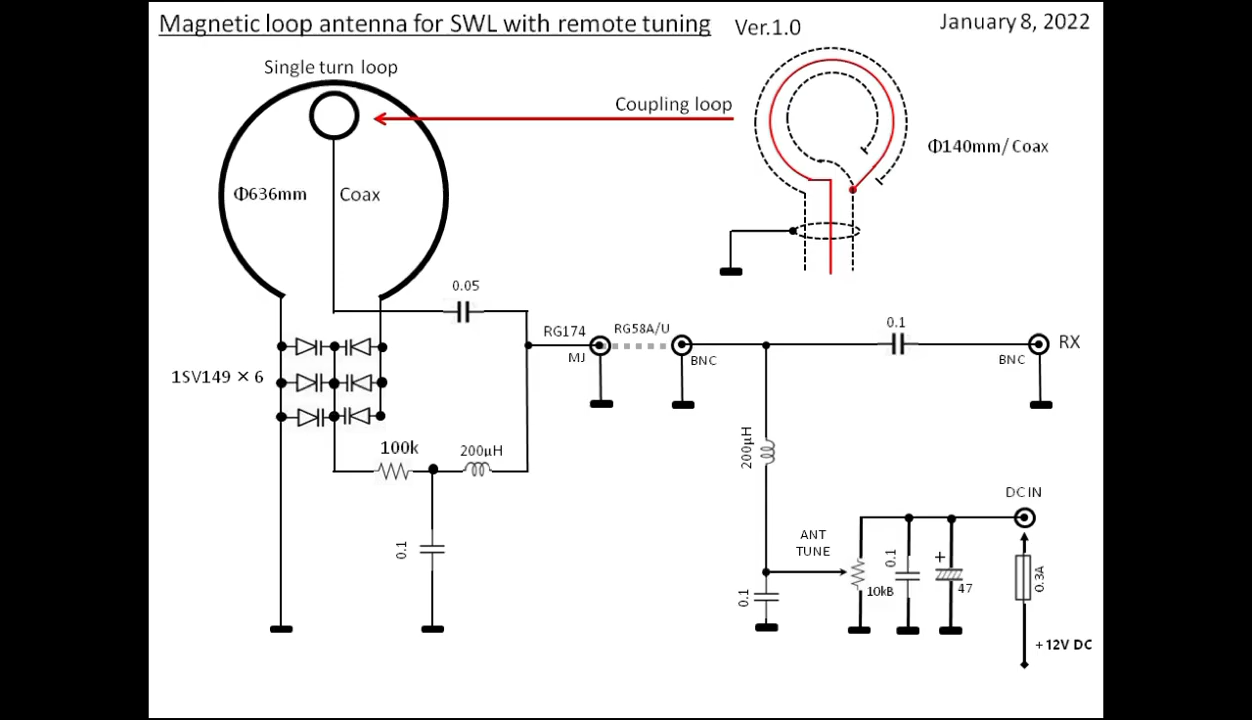 Magnetic loop antenna for SWL with remote tuning
Ver.1.0
January 8, 2022
Single turn loop
Coupling loop
Φ140mm/ Coax
Φ636mm
Coax
0.05
RG174
RG58A/U
MJ
BNC
0.1
BNC
RX
1SV149 × 6
100k
200μH
0.1
200μH
DC IN
ANT
TUNE
0.1
10kB
0.1
+
47
0.3A
+12V DC